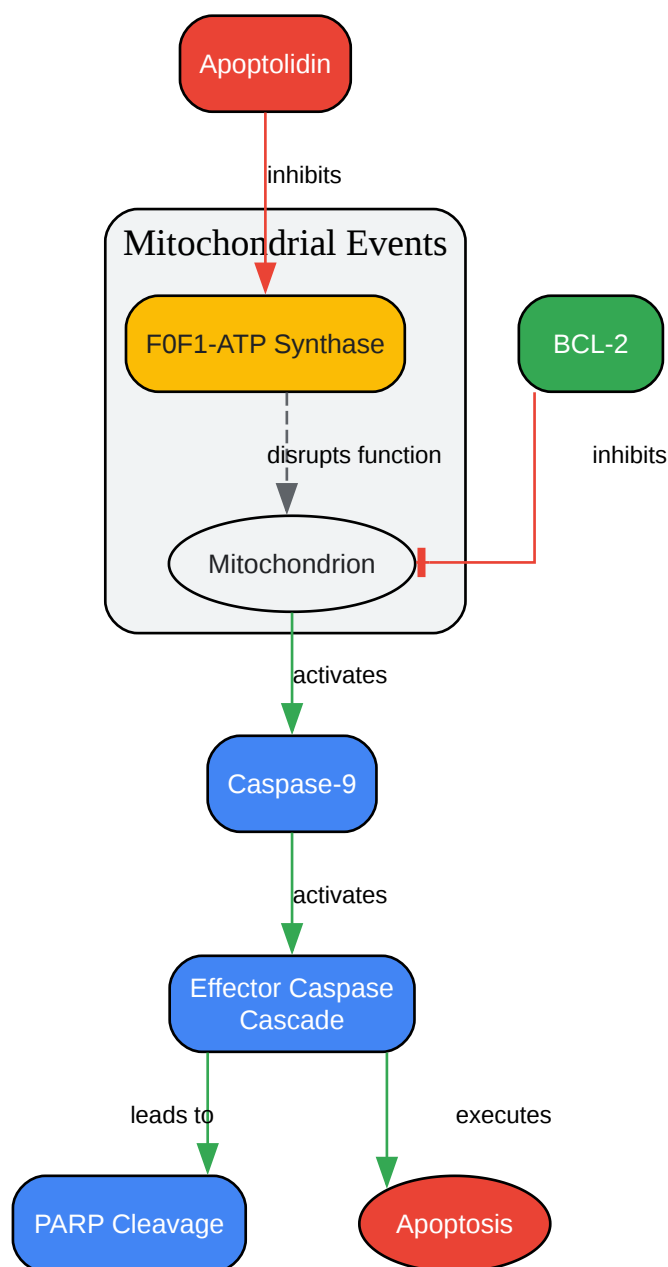 Apoptolidin
inhibits
Mitochondrial Events
F0F1-ATP Synthase
BCL-2
disrupts function
inhibits
Mitochondrion
activates
Caspase-9
activates
Effector Caspase
Cascade
leads to
executes
PARP Cleavage
Apoptosis